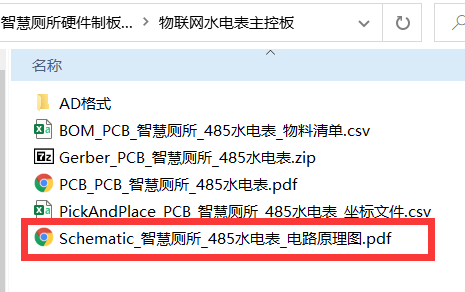 智慧厕所硬件制板... 物联网水电表主控板
名称
AD格式
BOM_PCB_智慧厕所_485水电表_物料清单.csv
Gerber_PCB_智慧厕所_485水电表.zip
PCB_PCB_智慧厕所_485水电表.pdf
PickAndPlace_PCB_智慧厕所_485水电表_坐标文件.csv
Schematic_智慧厕所_485水电表_电路原理图.pdf